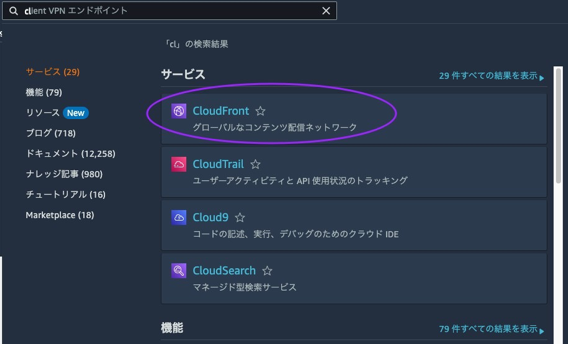 client VPN エンドポイント
「cl」の検索結果
サービス (29)
機能 (79)
リソース New
ブログ (718)
ドキュメント (12,258)
ナレッジ記事 (980)
チュートリアル (16)
Marketplace (18)
サービス
29 件すべての結果を表示
CloudFront
グローバルなコンテンツ配信ネットワーク
CloudTrail
ユーザーアクティビティと API 使用状況のトラッキング
Cloud9
コードの記述、実行、デバッグのためのクラウド IDE
CloudSearch
マネージド型検索サービス
機能
79 件すべての結果を表示